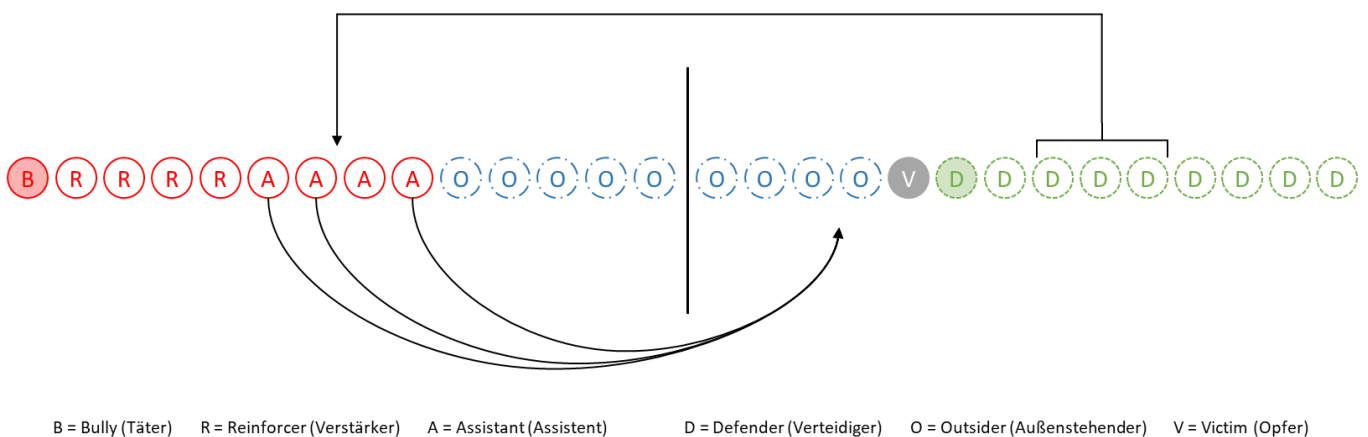 B R R R R A A A A O O O O O O O O O V D D D D D D D D D
B = Bully (Täter) R = Reinforcer (Verstärker) A = Assistant (Assistent) D = Defender (Verteidiger) O = Outsider (Außenstehender) V = Victim (Opfer)